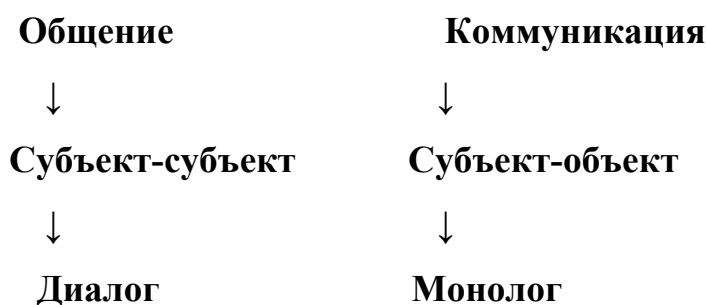 Общение Коммуникация
↓ ↓
Субъект-субъект Субъект-объект
↓ ↓
Диалог Монолог